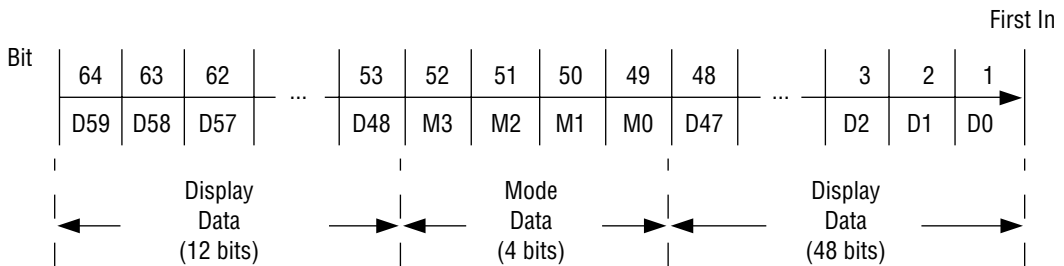 First In
Bit 64 63 62 ... 53 52 51 50 49 48 ... 3 2 1
D59 D58 D57 D48 M3 M2 M1 M0 D47 D2 D1 D0
Display Mode Display
Data Data Data
(12 bits) (4 bits) (48 bits)